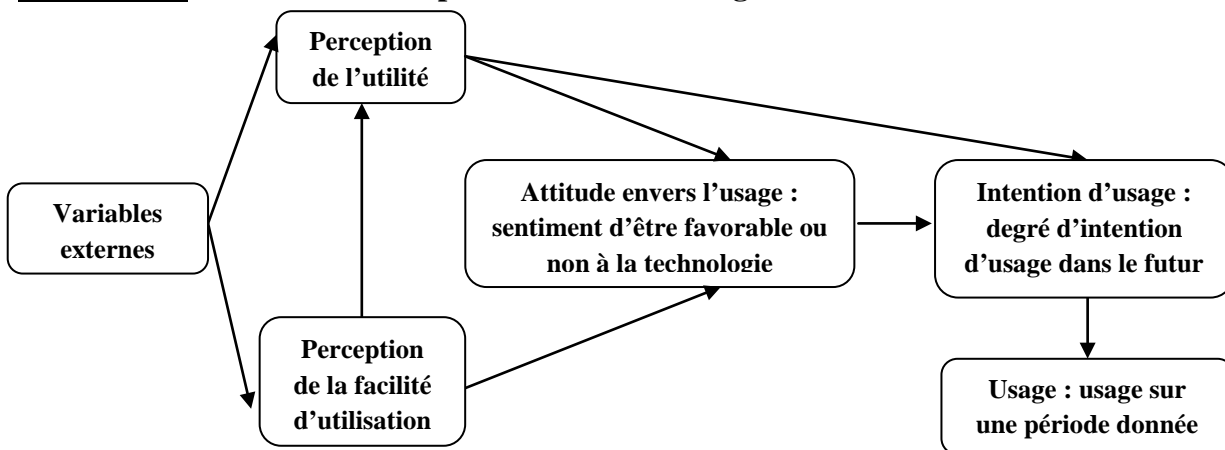 Perception
de l’utilité
Attitude envers l’usage :
sentiment d’être favorable ou
non à la technologie
Intention d’usage :
degré d’intention
d’usage dans le futur
Variables
externes
Perception
de la facilité
d’utilisation
Usage : usage sur
une période donnée